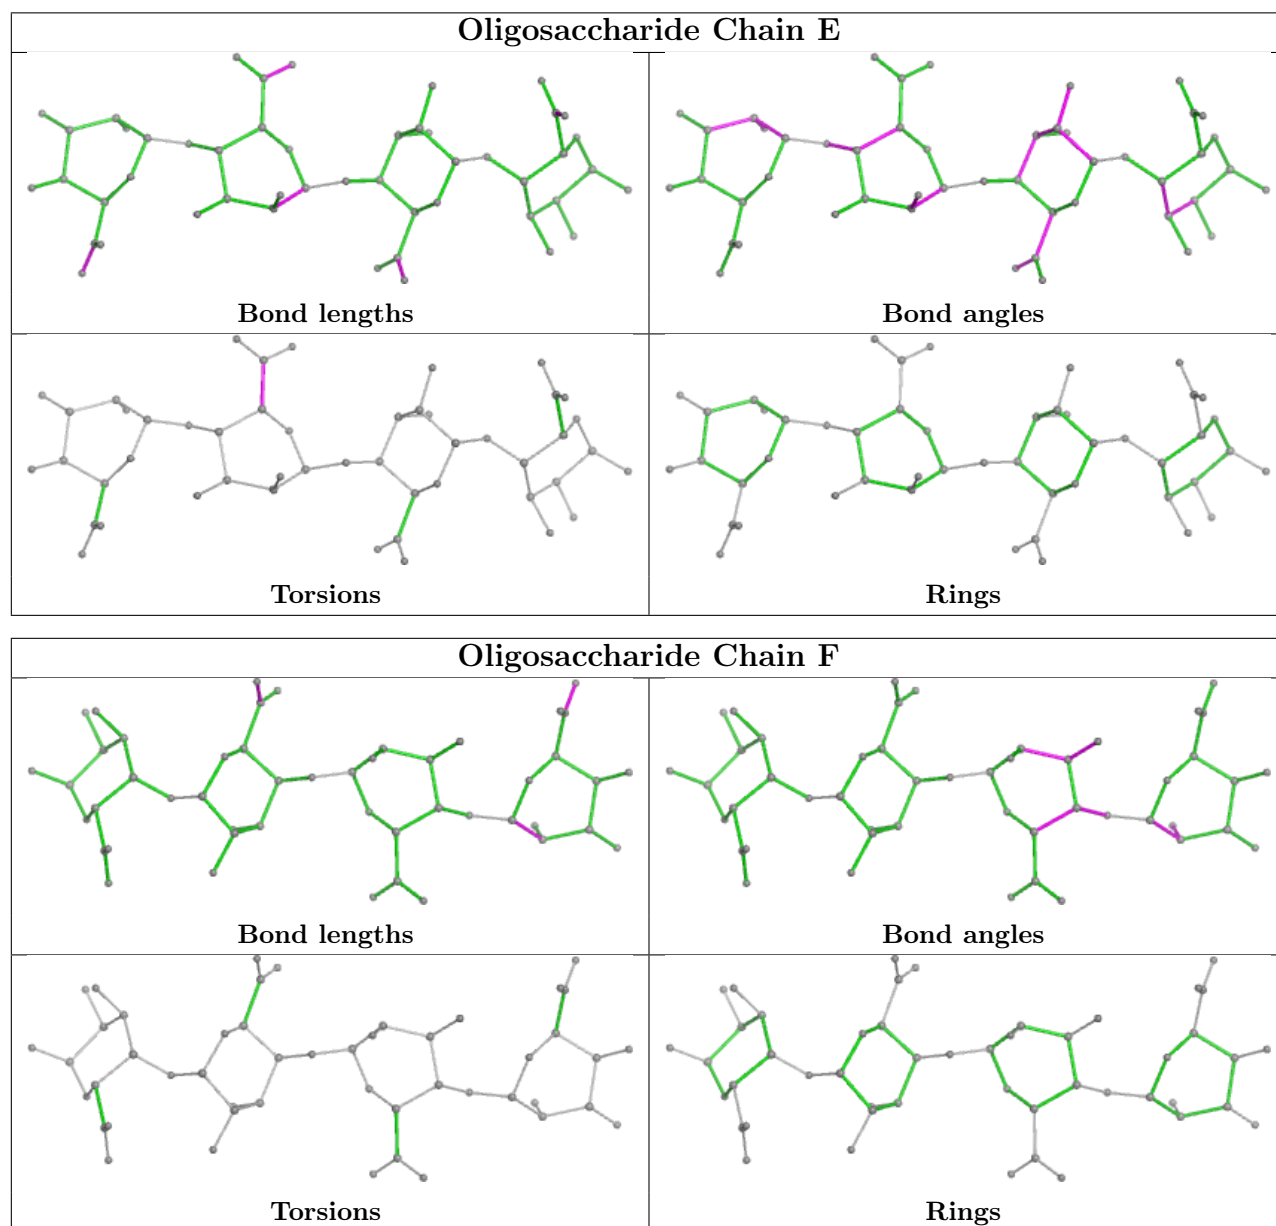 Oligosaccharide Chain E
Bond lengths
Bond angles
Torsions
Rings
Oligosaccharide Chain F
Bond lengths
Bond angles
Torsions
Rings